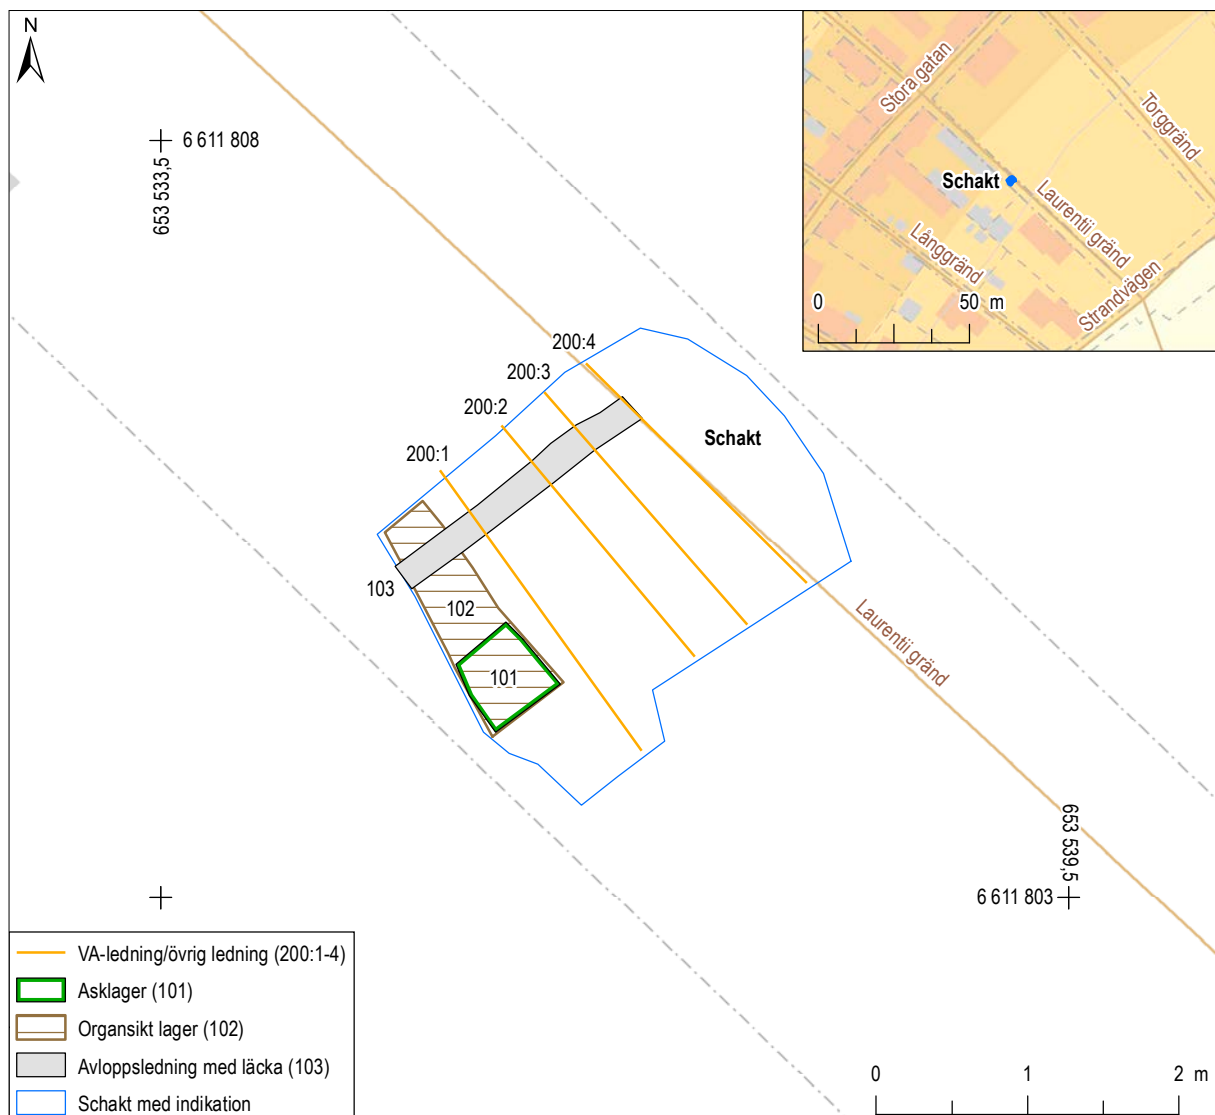 N
6 611 808
653 533,5
Stora gatan
Torggränd
Schakt
Laurentii gränd
Långgränd
Strandvägen
0 50 m
200:4
200:3
200:2
200:1
Schakt
103
102
101
Laurentii gränd
653 539,5
6 611 803
VA-ledning/övrig ledning (200:1-4)
Asklager (101)
Organsikt lager (102)
Avloppsledning med läcka (103)
Schakt med indikation
0 1 2 m